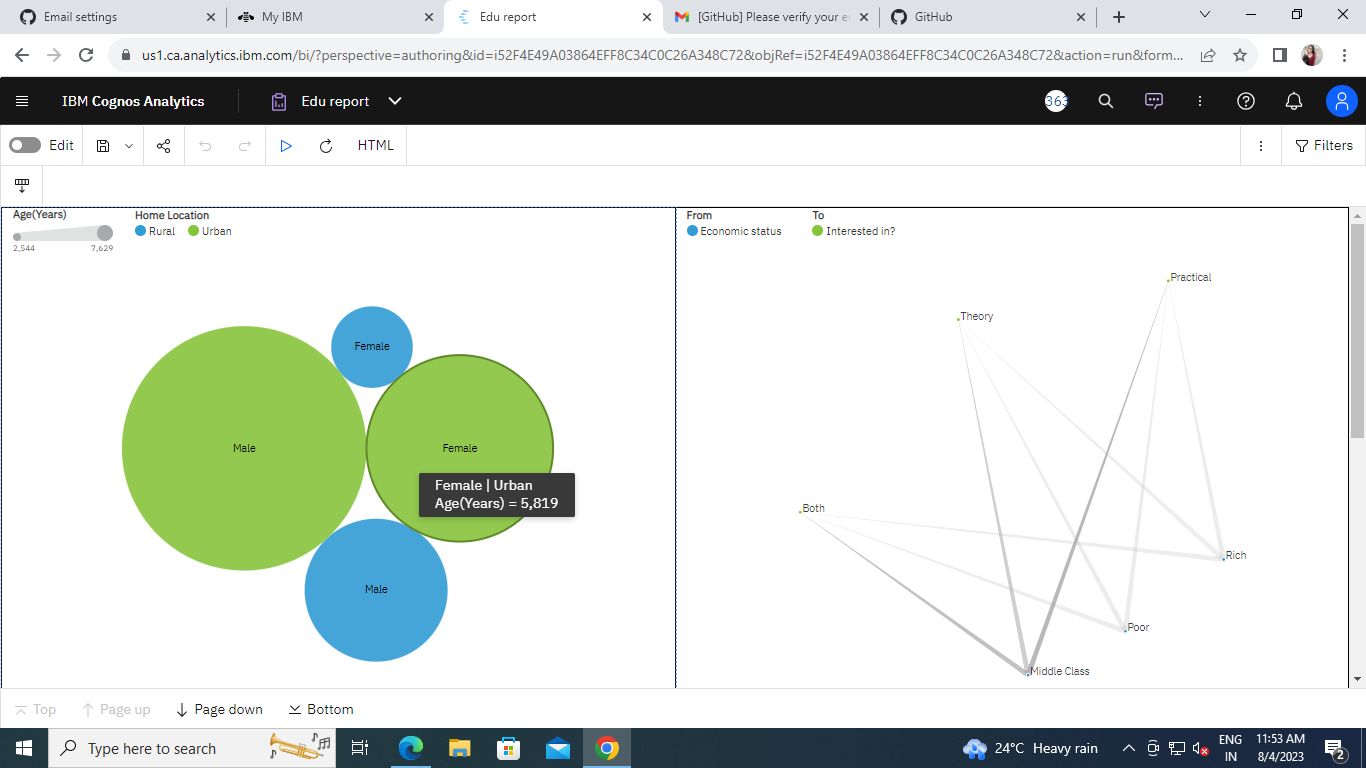 Email settings
My IBM
Edu report
[GitHub] Please verify your e
GitHub
us1.ca.analytics.ibm.com/bi/?perspective=authoring&id=i52F4E49A03864EFF8C34C0C26A348C72&objRef=i52F4E49A03864EFF8C34C0C26A348C72&action=run&form...
IBM Cognos Analytics
Edu report
363
Edit
HTML
Filters
Age(Years)
2,544
7,629
Home Location
Rural
Urban
From
Economic status
To
Interested in?
Female
Male
Female
Female | Urban
Age(Years) = 5,819
Male
Practical
Theory
Both
Rich
Poor
Middle Class
Top
Page up
Page down
Bottom
Type here to search
24°C Heavy rain
ENG
IN
11:53 AM
8/4/2023
2